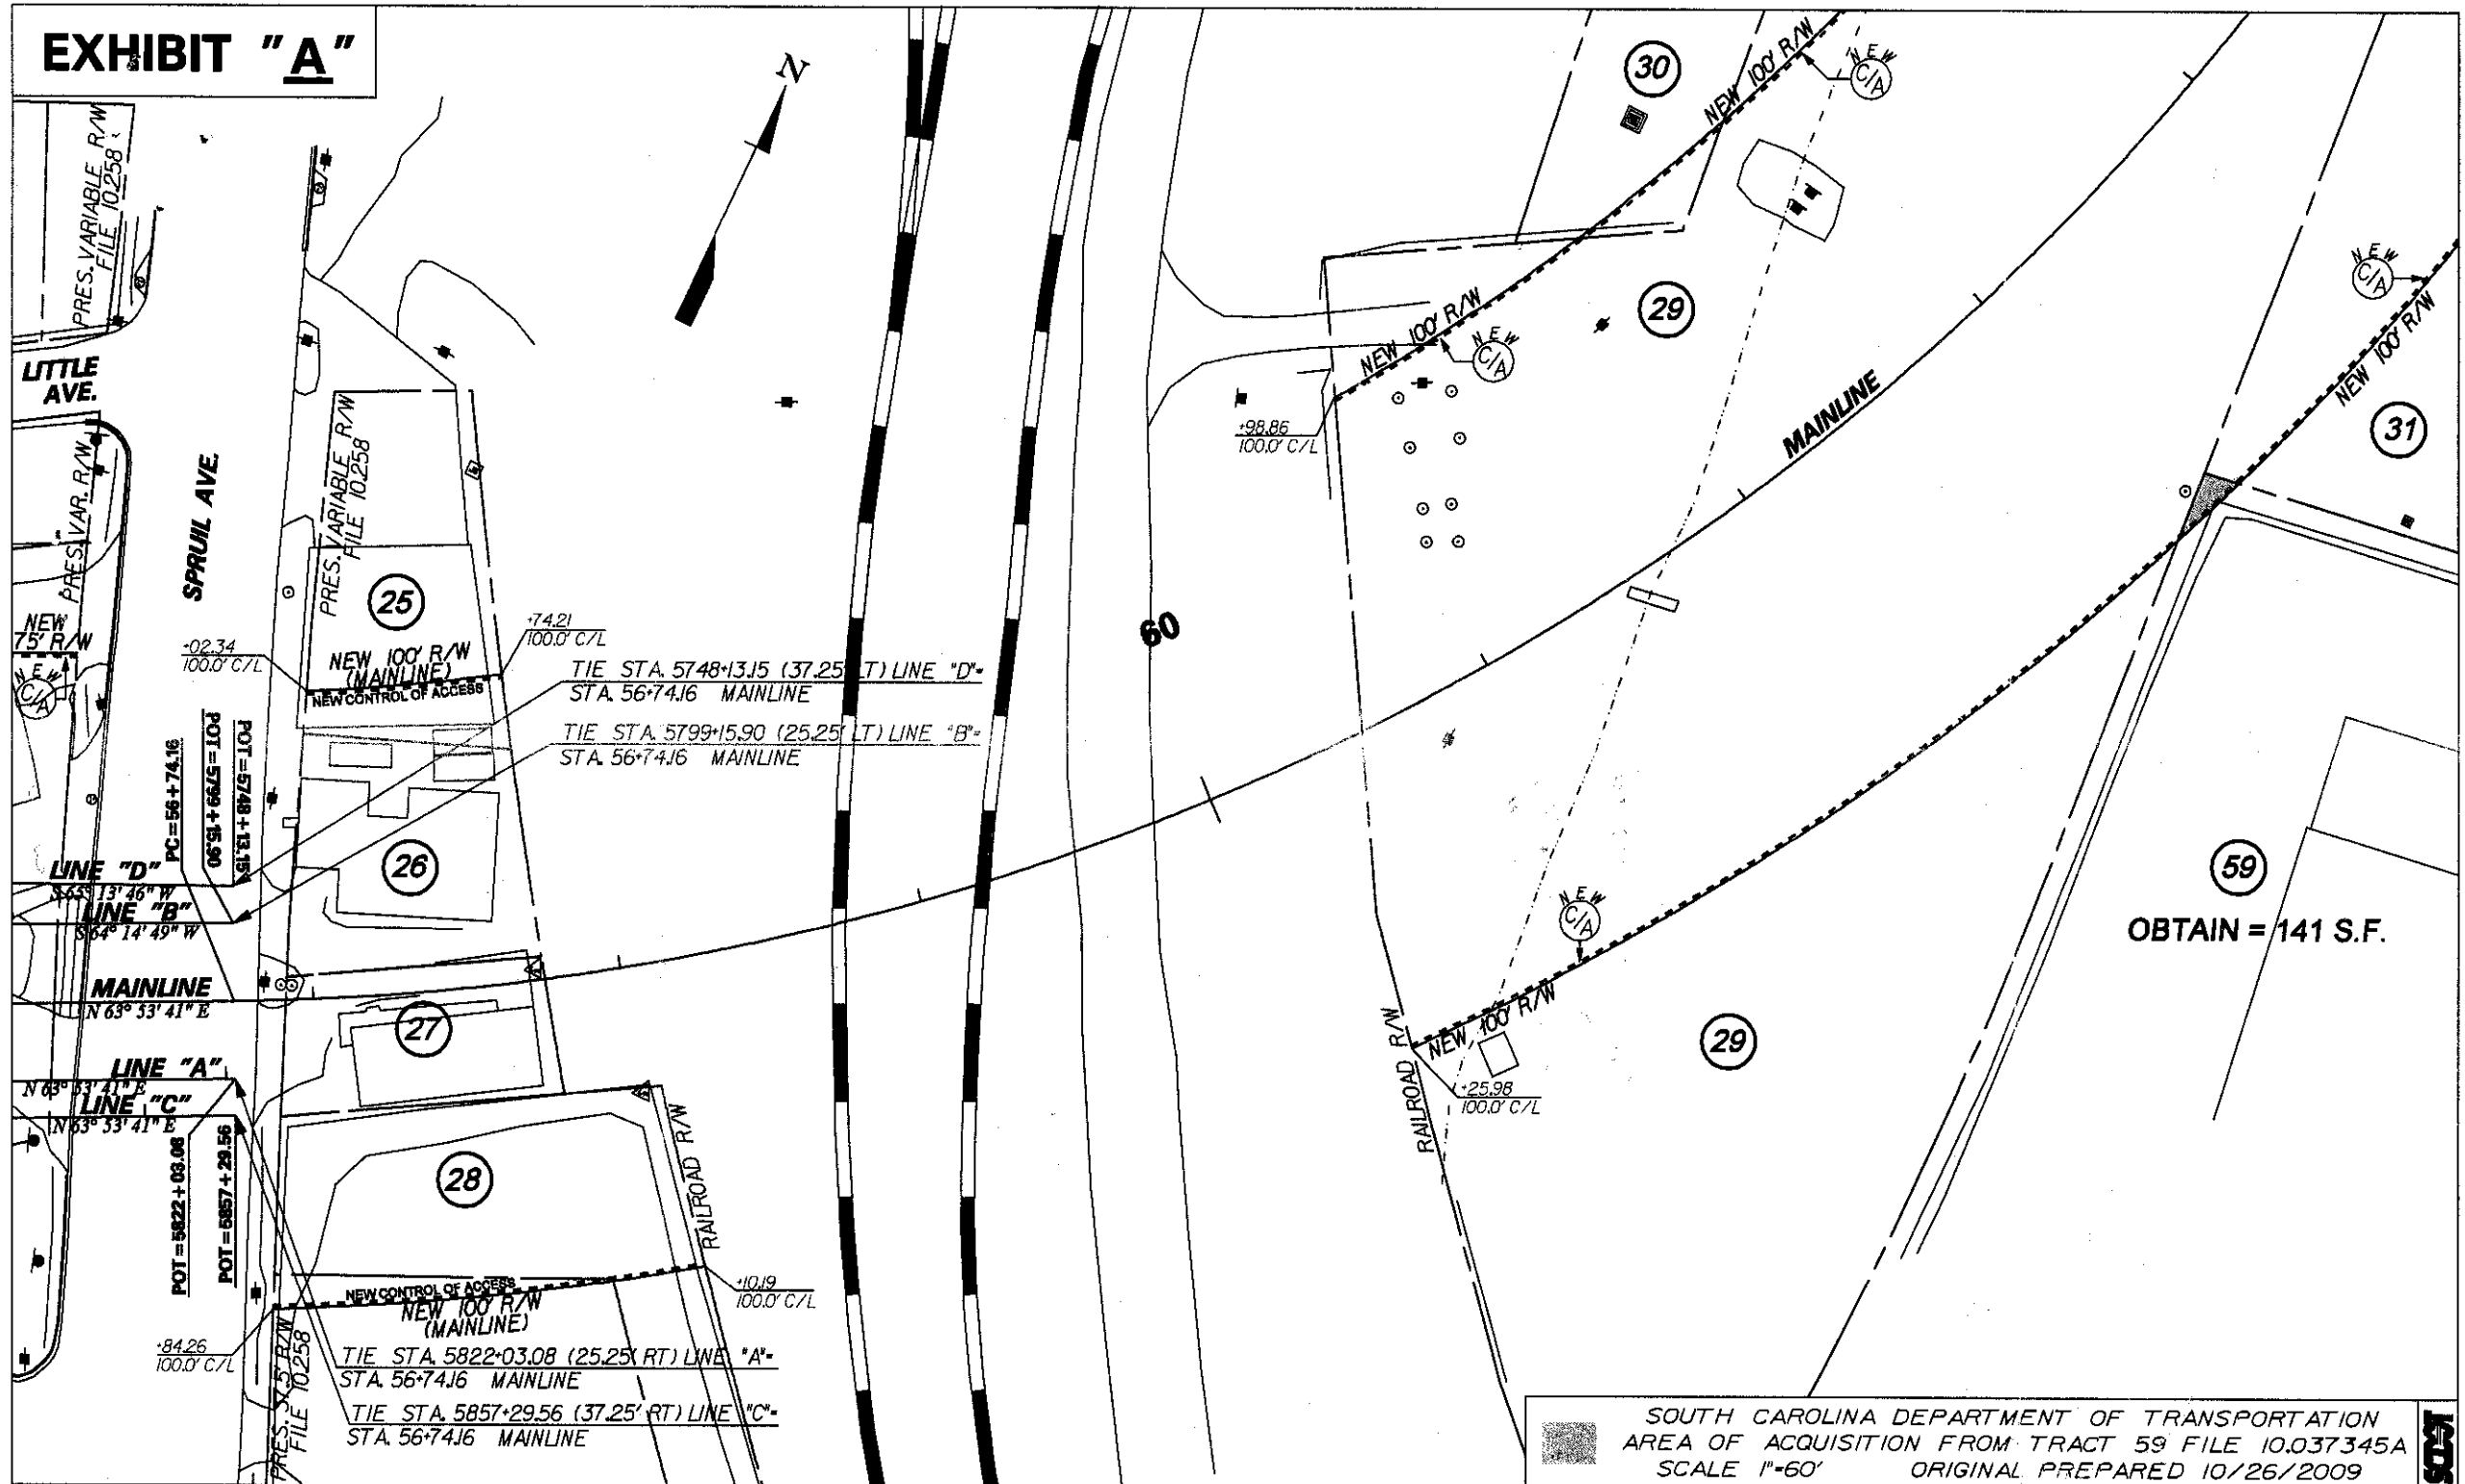 EXHIBIT "A"
N
PRES. VARIABLE R/W
FILE 10.258
LITTLE
AVE.
PRES. VAR. R/W
SPRUIL AVE.
PRES. VARIABLE R/W
FILE 10.258
NEW
75' R/W
NEW
C/A
25
+02.34
100.0' C/L
NEW 100' R/W
(MAINLINE)
NEW CONTROL OF ACCESS
+74.21
100.0' C/L
TIE STA. 5748+13.15 (37.25' LT) LINE "D"=
STA. 56+74.16 MAINLINE
TIE STA. 5799+15.90 (25.25' LT) LINE "B"=
STA. 56+74.16 MAINLINE
PC=56+74.16
POT=5799+15.90
POT=5748+13.15
LINE "D"
S 65° 13' 46" W
LINE "B"
S 64° 14' 49" W
26
MAINLINE
N 63° 53' 41" E
27
LINE "A"
N 63° 53' 41" E
LINE "C"
N 63° 53' 41" E
POT=5822+03.08
POT=5857+29.56
28
RAILROAD R/W
NEW CONTROL OF ACCESS
NEW 100' R/W
(MAINLINE)
+10.19
100.0' C/L
+84.26
100.0' C/L
PRES. 37.5' R/W
FILE 10.258
TIE STA. 5822+03.08 (25.25' RT) LINE "A"=
STA. 56+74.16 MAINLINE
TIE STA. 5857+29.56 (37.25' RT) LINE "C"=
STA. 56+74.16 MAINLINE
60
30
NEW 100' R/W
NEW
C/A
29
NEW 100' R/W
NEW
C/A
+98.86
100.0' C/L
MAINLINE
NEW
C/A
NEW 100' R/W
31
59
OBTAIN = 141 S.F.
NEW
C/A
NEW 100' R/W
29
RAILROAD R/W
+25.98
100.0' C/L
SOUTH CAROLINA DEPARTMENT OF TRANSPORTATION
AREA OF ACQUISITION FROM TRACT 59 FILE 10.037345A
SCALE 1"=60' ORIGINAL PREPARED 10/26/2009
SCDOT